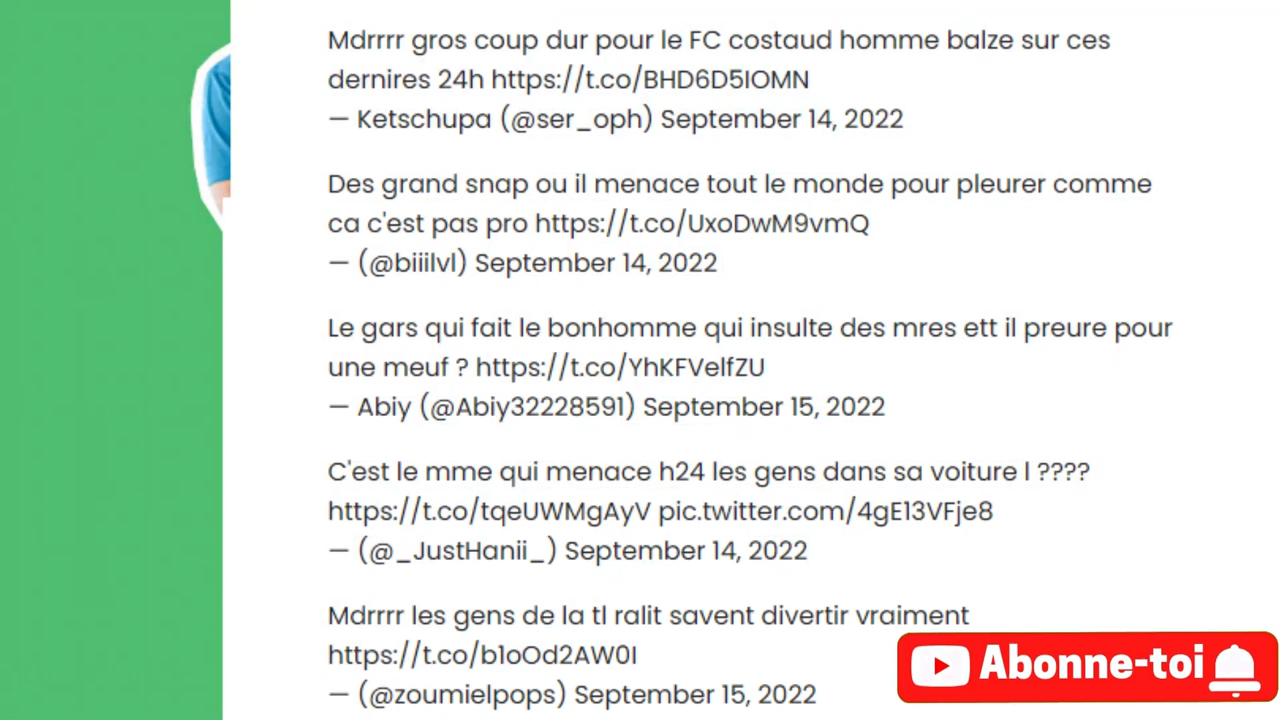 Mdrrrr gros coup dur pour le FC costaud homme balze sur ces
dernires 24h https://t.co/BHD6D5IOMN
— Ketschupa (@ser_oph) September 14, 2022
Des grand snap ou il menace tout le monde pour pleurer comme
ca c'est pas pro https://t.co/UxoDwM9vmQ
— (@biiilvl) September 14, 2022
Le gars qui fait le bonhomme qui insulte des mres ett il preure pour
une meuf ? https://t.co/YhKFVelfZU
— Abiy (@Abiy32228591) September 15, 2022
C'est le mme qui menace h24 les gens dans sa voiture l ????
https://t.co/tqeUWMgAyV pic.twitter.com/4gE13VFje8
— (@_JustHanii_) September 14, 2022
Mdrrrr les gens de la tl ralit savent divertir vraiment
https://t.co/b1oOd2AW0I
— (@zoumielpops) September 15, 2022
Abonne-toi